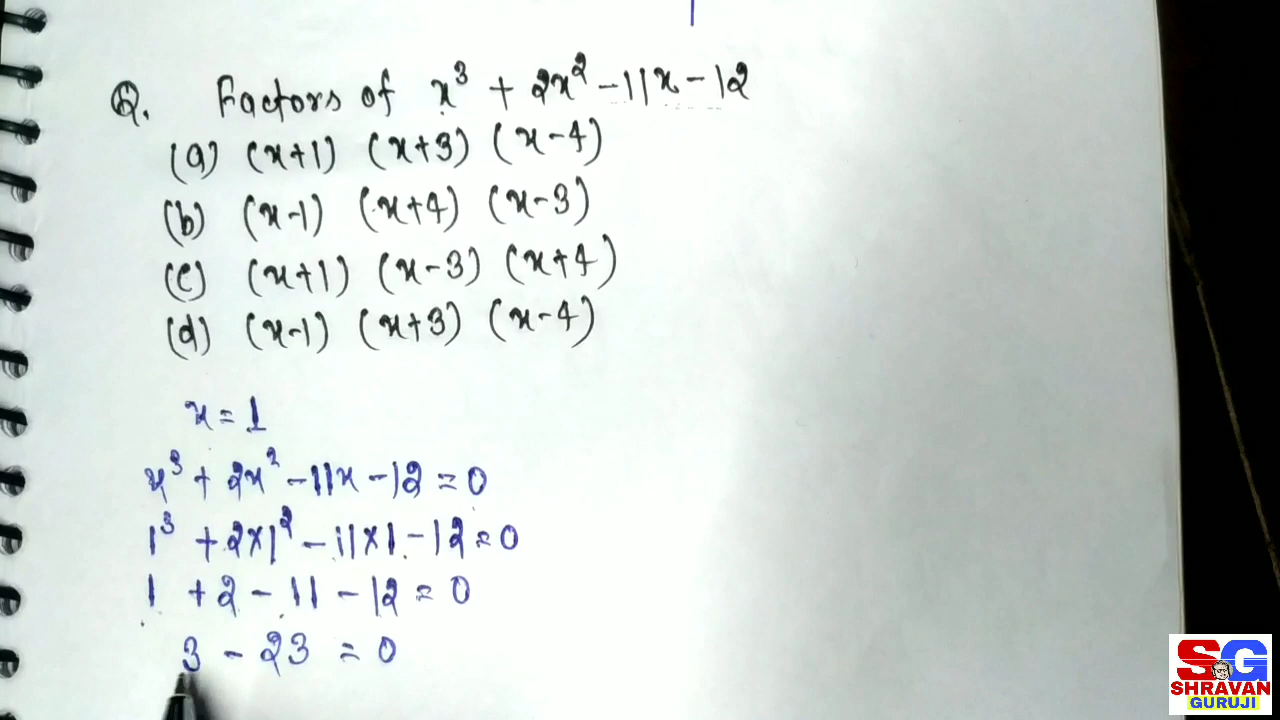 Q. Factors of x³ + 2x² - 11x - 12
(a) (x+1) (x+3) (x-4)
(b) (x-1) (x+4) (x-3)
(c) (x+1) (x-3) (x+4)
(d) (x-1) (x+3) (x-4)
x = 1
x³ + 2x² - 11x - 12 = 0
1³ + 2×1² - 11×1 - 12 = 0
1 + 2 - 11 - 12 = 0
3 - 23 = 0
SG
SHRAVAN
GURUJI